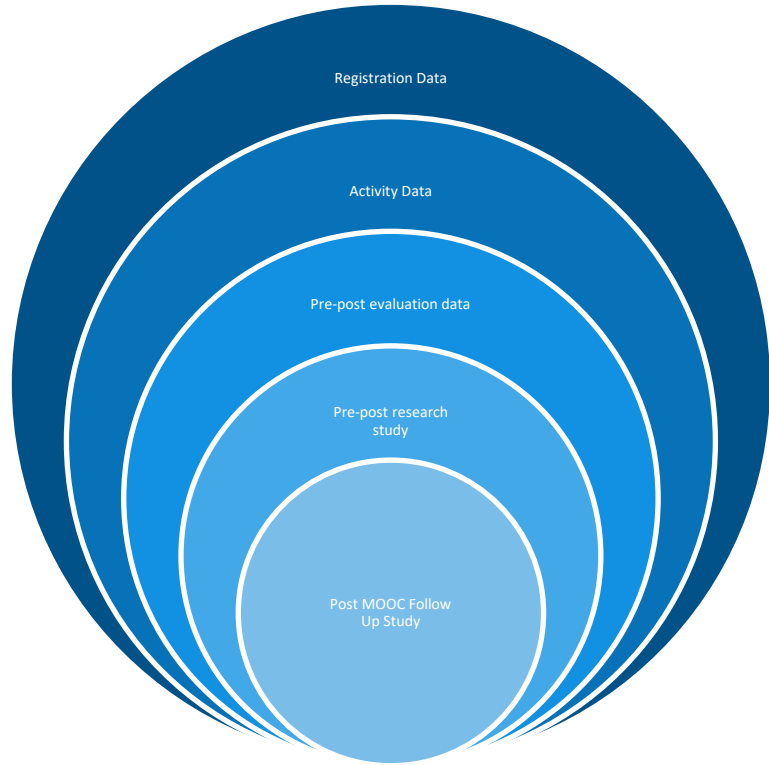 Registration Data
Activity Data
Pre-post evaluation data
Pre-post research
study
Post MOOC Follow
Up Study